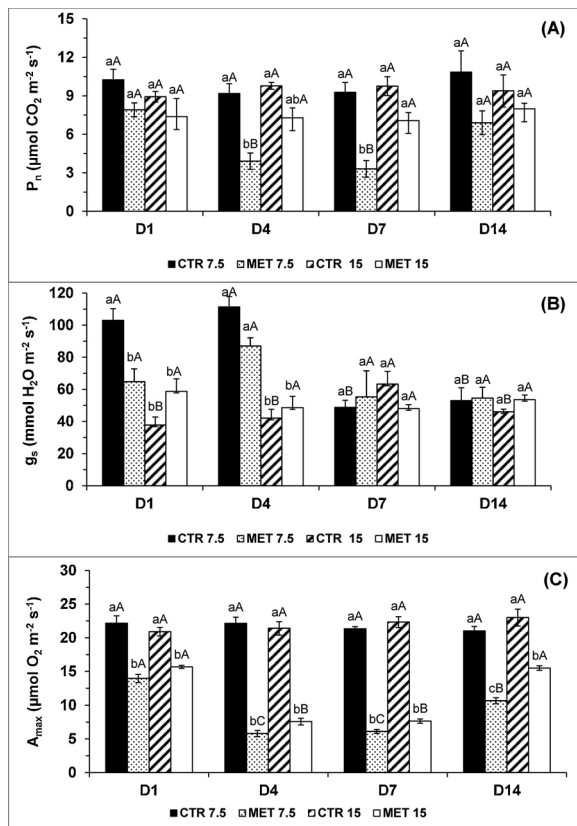 (A)
15
12
9
6
3
0
Pn (µmol CO2 m-2 s-1)
aA aA aA aA
aA bB aA abA
aA bB aA aA
aA aA aA aA
D1 D4 D7 D14
CTR 7.5 MET 7.5 CTR 15 MET 15
(B)
120
100
80
60
40
20
0
gs (mmol H2O m-2 s-1)
aA bA bB bA
aA aA bB bA
aB aA aA aA
aB aA aB aA
D1 D4 D7 D14
CTR 7.5 MET 7.5 CTR 15 MET 15
(C)
30
25
20
15
10
5
0
Amax (µmol O2 m-2 s-1)
aA bA aA bA
aA bC aA bB
aA bC aA bB
aA cB aA bA
D1 D4 D7 D14
CTR 7.5 MET 7.5 CTR 15 MET 15